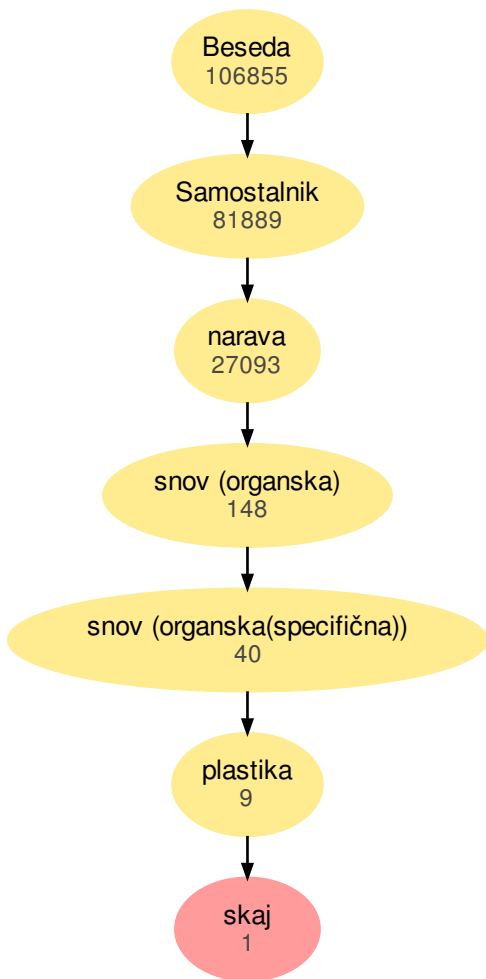 Beseda
106855
Samostalnik
81889
narava
27093
snov (organska)
148
snov (organska(specifična))
40
plastika
9
skaj
1